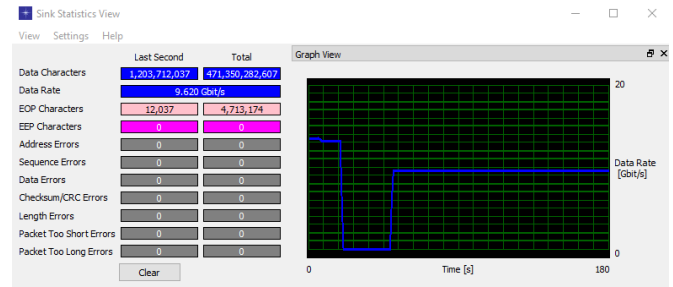 Sink Statistics View
View Settings Help
Last Second Total
Data Characters 1,203,712,037 471,350,282,607
Data Rate 9.620 Gbit/s
EOP Characters 12,037 4,713,174
EEP Characters 0 0
Address Errors 0 0
Sequence Errors 0 0
Data Errors 0 0
Checksum/CRC Errors 0 0
Length Errors 0 0
Packet Too Short Errors 0 0
Packet Too Long Errors 0 0
Clear
Graph View
20
Data Rate
[Gbit/s]
0
0 Time [s] 180